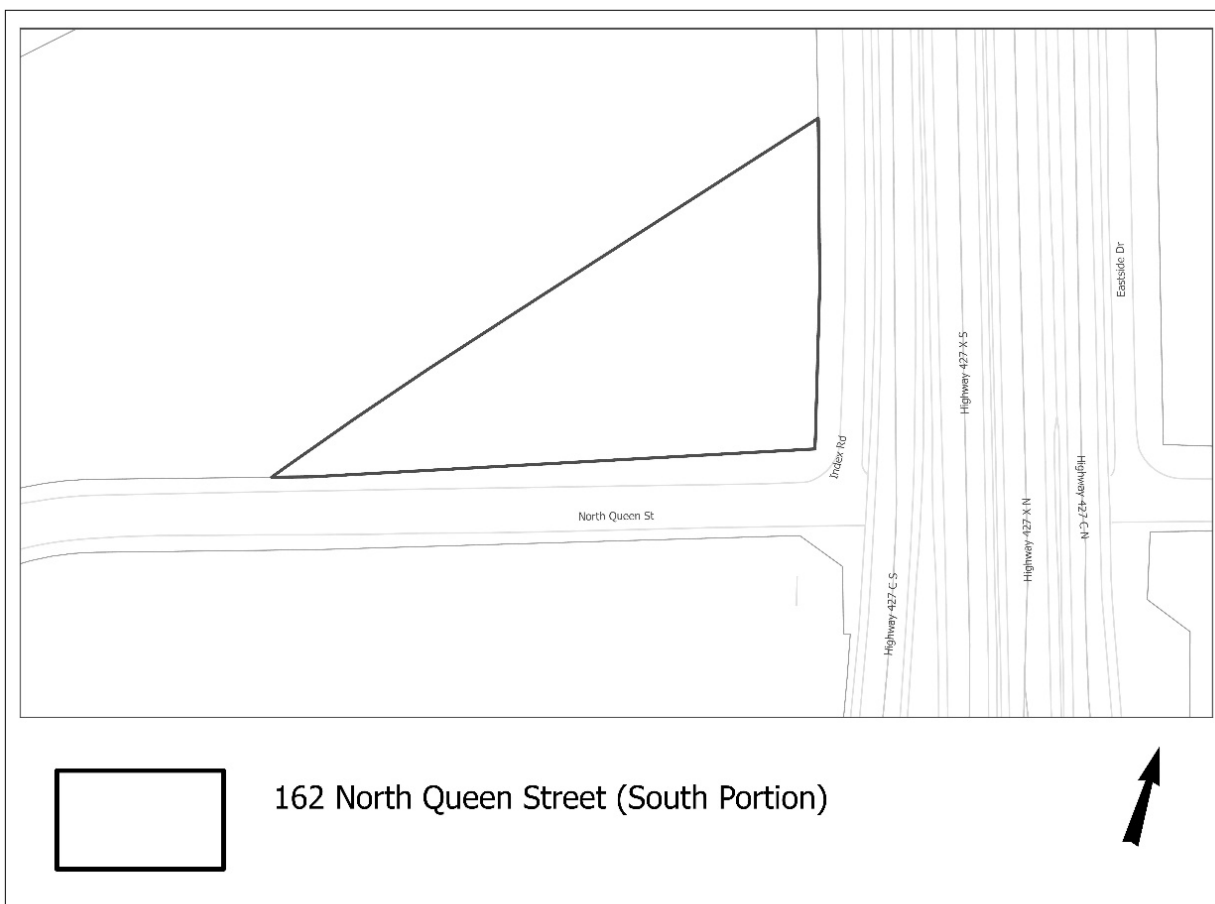 Eastside Dr
Highway 427 X S
Index Rd
Highway 427 C N
North Queen St
Highway 427 X N
Highway 427 C S
162 North Queen Street (South Portion)